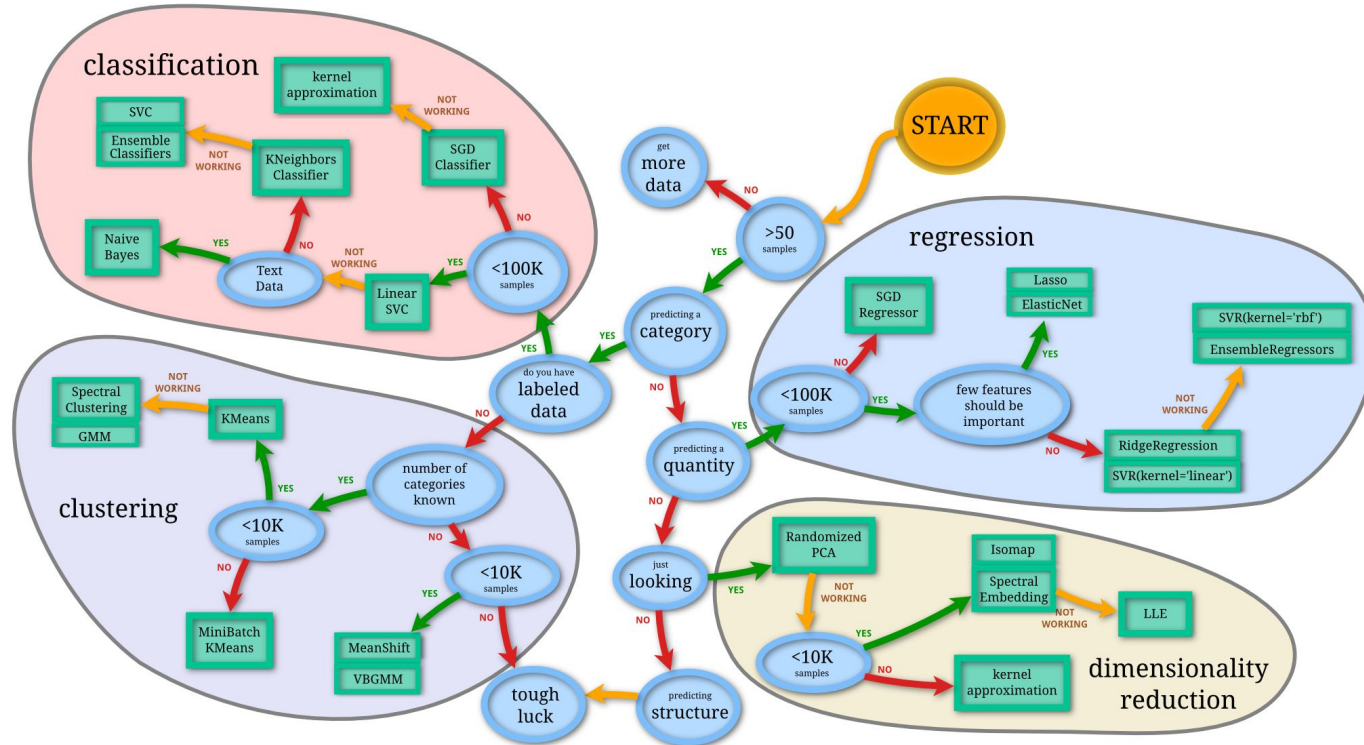 classification
kernel
approximation
NOT
WORKING
SVC
Ensemble
Classifiers
NOT
WORKING
KNeighbors
Classifier
SGD
Classifier
NO
NO
Naive
Bayes
YES
Text
Data
NOT
WORKING
Linear
SVC
YES
<100K
samples
YES
START
get
more
data
NO
>50
samples
YES
predicting a
category
YES
NO
do you have
labeled
data
NO
predicting a
quantity
YES
NO
just
looking
YES
NO
predicting
structure
tough
luck
regression
SGD
Regressor
NO
<100K
samples
YES
Lasso
ElasticNet
YES
few features
should be
important
NO
RidgeRegression
SVR(kernel='linear')
NOT
WORKING
SVR(kernel='rbf')
EnsembleRegressors
clustering
Spectral
Clustering
GMM
NOT
WORKING
KMeans
YES
<10K
samples
YES
number of
categories
known
NO
NO
MiniBatch
KMeans
<10K
samples
YES
NO
MeanShift
VBGMM
Randomized
PCA
NOT
WORKING
<10K
samples
YES
NO
Isomap
Spectral
Embedding
NOT
WORKING
LLE
kernel
approximation
dimensionality
reduction